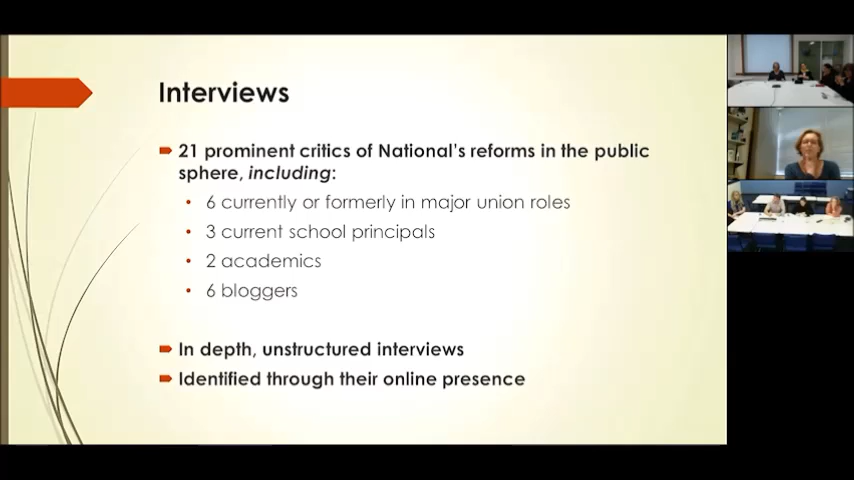 Interviews
21 prominent critics of National's reforms in the public
sphere, including:
• 6 currently or formerly in major union roles
• 3 current school principals
• 2 academics
• 6 bloggers
In depth, unstructured interviews
Identified through their online presence